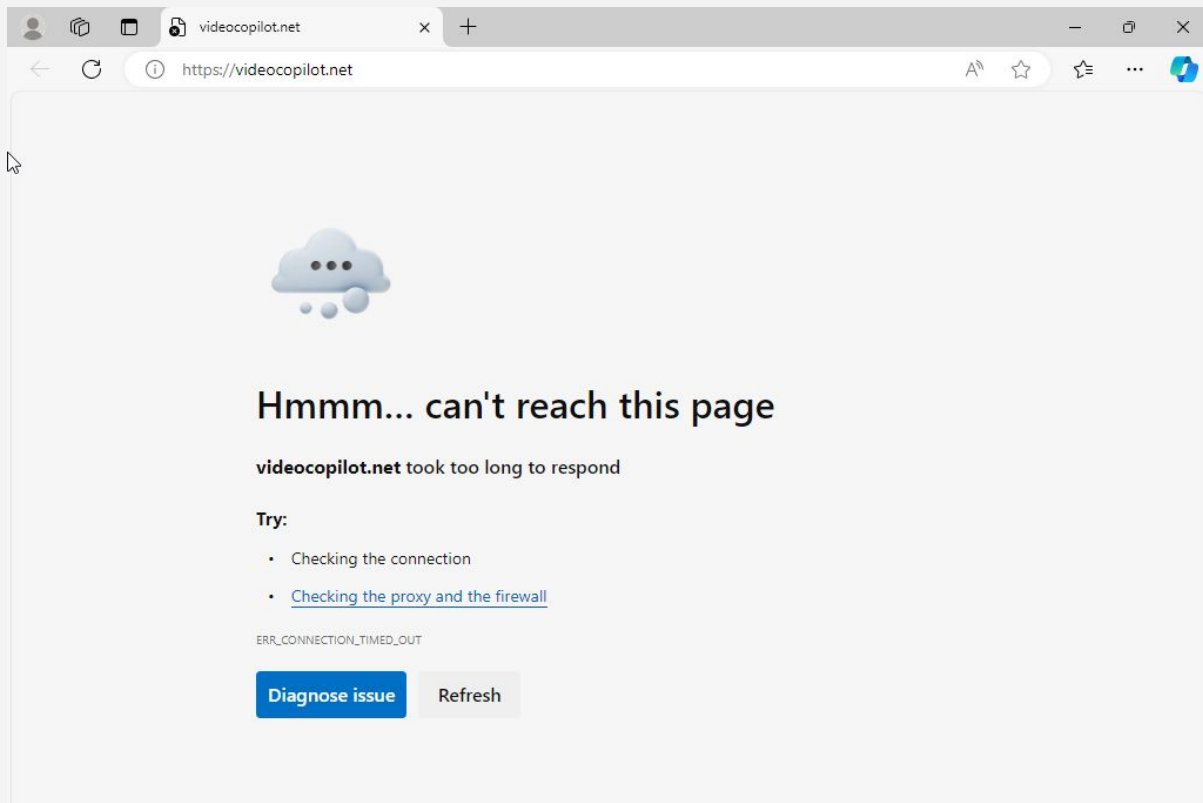 videocopilot.net
https://videocopilot.net
Hmmm... can't reach this page
videocopilot.net took too long to respond
Try:
• Checking the connection
• Checking the proxy and the firewall
ERR_CONNECTION_TIMED_OUT
Diagnose issue
Refresh